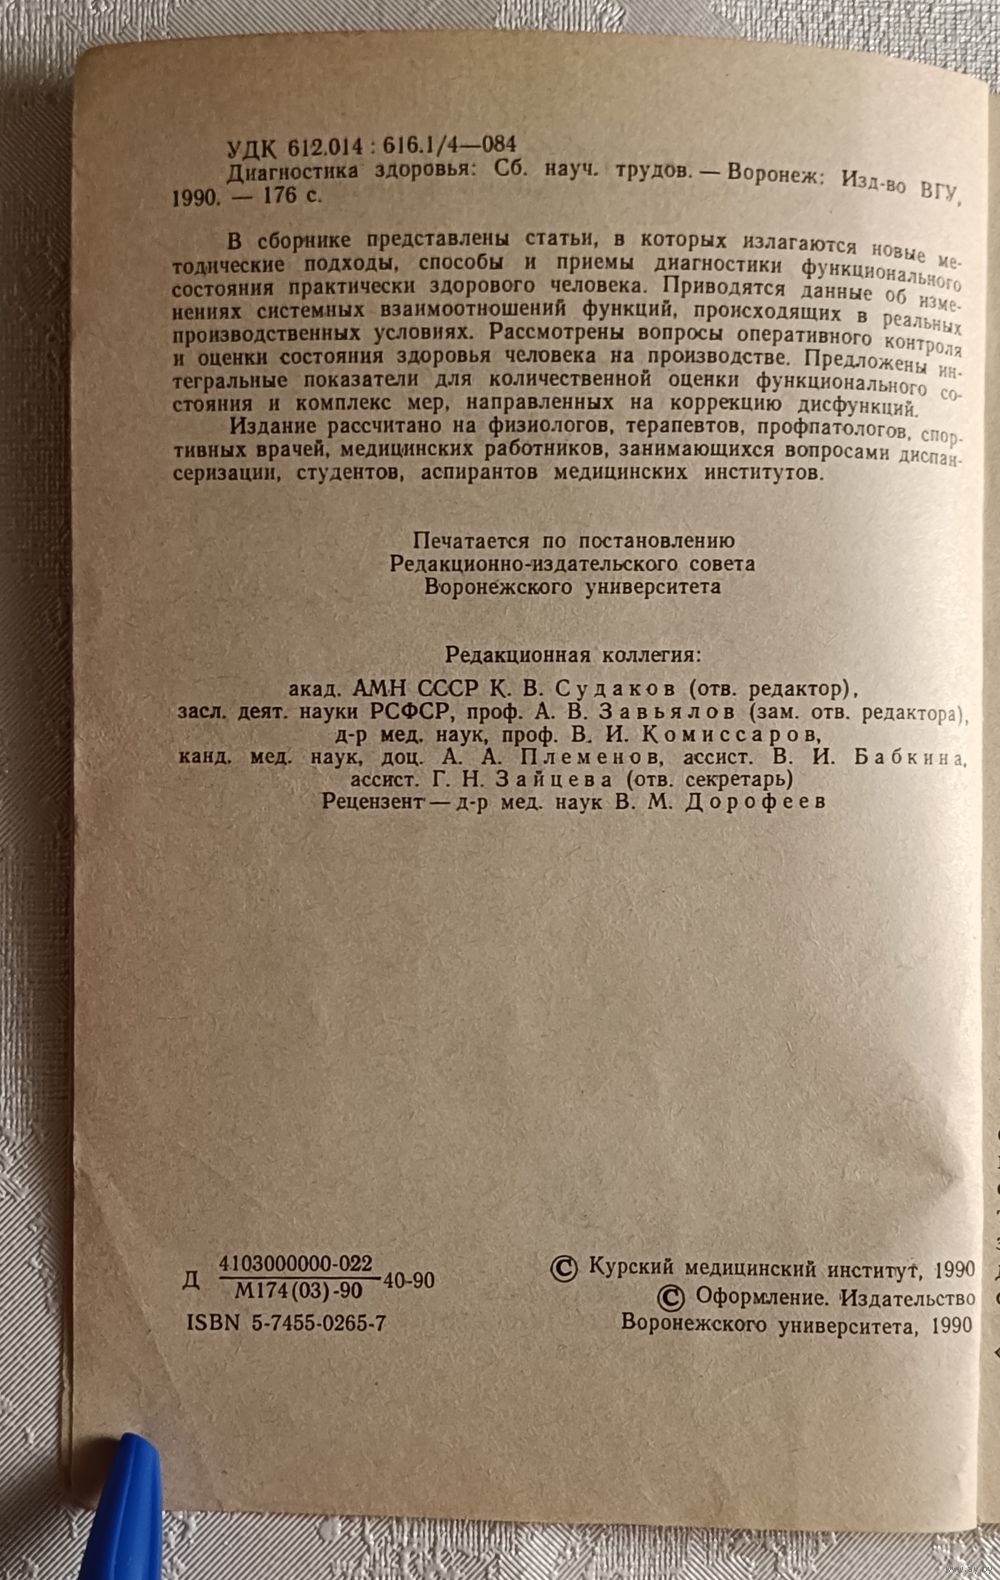 УДК 612.014 : 616.1/4—084
Диагностика здоровья: Сб. науч. трудов. — Воронеж: Изд-во ВГУ,
1990. — 176 с.
В сборнике представлены статьи, в которых излагаются новые ме-
тодические подходы, способы и приемы диагностики функционального
состояния практически здорового человека. Приводятся данные об изме-
нениях системных взаимоотношений функций, происходящих в реальных
производственных условиях. Рассмотрены вопросы оперативного контроля
и оценки состояния здоровья человека на производстве. Предложены ин-
тегральные показатели для количественной оценки функционального со-
стояния и комплекс мер, направленных на коррекцию дисфункций.
Издание рассчитано на физиологов, терапевтов, профпатологов, спор-
тивных врачей, медицинских работников, занимающихся вопросами диспан-
серизации, студентов, аспирантов медицинских институтов.
Печатается по постановлению
Редакционно-издательского совета
Воронежского университета
Редакционная коллегия:
акад. АМН СССР К. В. Судаков (отв. редактор),
засл. деят. науки РСФСР, проф. А. В. Завьялов (зам. отв. редактора),
д-р мед. наук, проф. В. И. Комиссаров,
канд. мед. наук, доц. А. А. Племенов, ассист. В. И. Бабкина,
ассист. Г. Н. Зайцева (отв. секретарь)
Рецензент — д-р мед. наук В. М. Дорофеев
Д 4103000000-022
М174(03)-90 40-90
ISBN 5-7455-0265-7
© Курский медицинский институт, 1990
© Оформление. Издательство
Воронежского университета, 1990